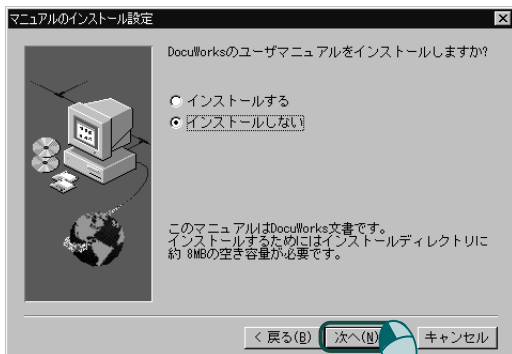 マニュアルのインストール設定
DocuWorksのユーザマニュアルをインストールしますか?
インストールする
インストールしない
このマニュアルはDocuWorks文書です。
インストールするためにはインストールディレクトリに
約 8MBの空き容量が必要です。
< 戻る(B) 次へ(N) キャンセル